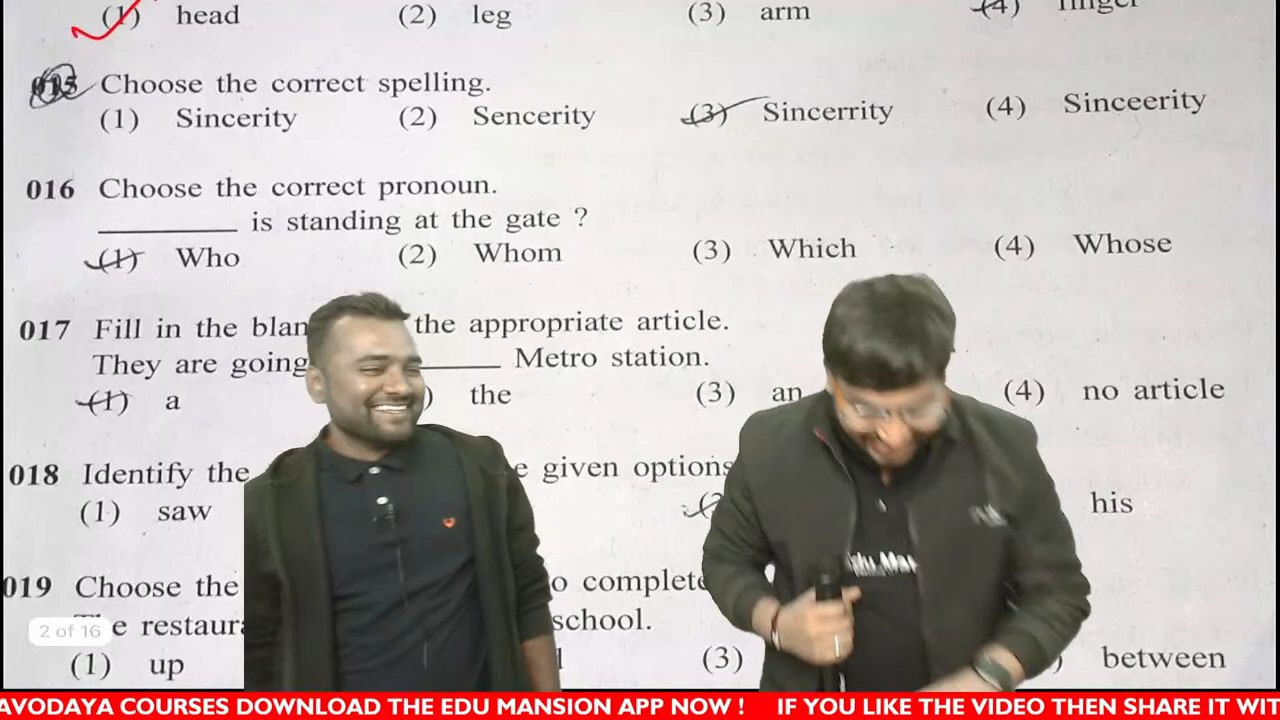 (1) head (2) leg (3) arm (4) finger
015 Choose the correct spelling.
(1) Sincerity (2) Sencerity (3) Sincerrity (4) Sinceerity
016 Choose the correct pronoun.
is standing at the gate ?
(1) Who (2) Whom (3) Which (4) Whose
017 Fill in the blan the appropriate article.
They are going Metro station.
(1) a ) the (3) an (4) no article
018 Identify the e given options
(1) saw his
019 Choose the o complete
e restaura school.
2 of 16
(1) up l (3) ) between
AVODAYA COURSES DOWNLOAD THE EDU MANSION APP NOW ! IF YOU LIKE THE VIDEO THEN SHARE IT WIT